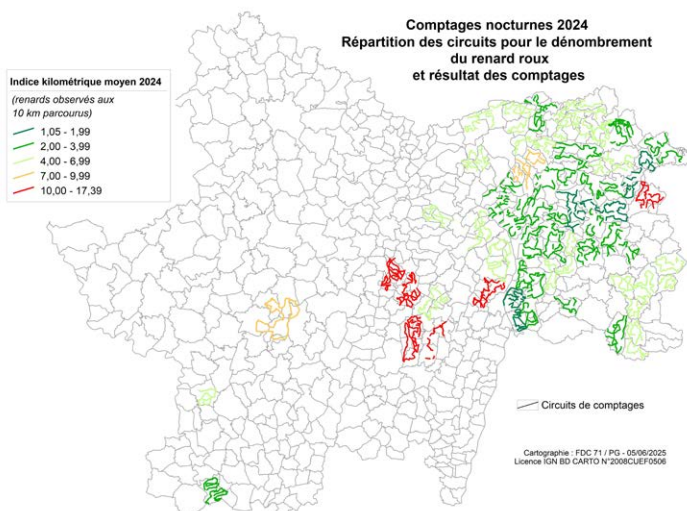 Comptages nocturnes 2024
Répartition des circuits pour le dénombrement
du renard roux
et résultat des comptages
Indice kilométrique moyen 2024
(renards observés aux
10 km parcourus)
1,05 - 1,99
2,00 - 3,99
4,00 - 6,99
7,00 - 9,99
10,00 - 17,39
Circuits de comptages
Cartographie : FDC 71 / PG - 05/06/2025
Licence IGN BD CARTO N°2008CUEF0506